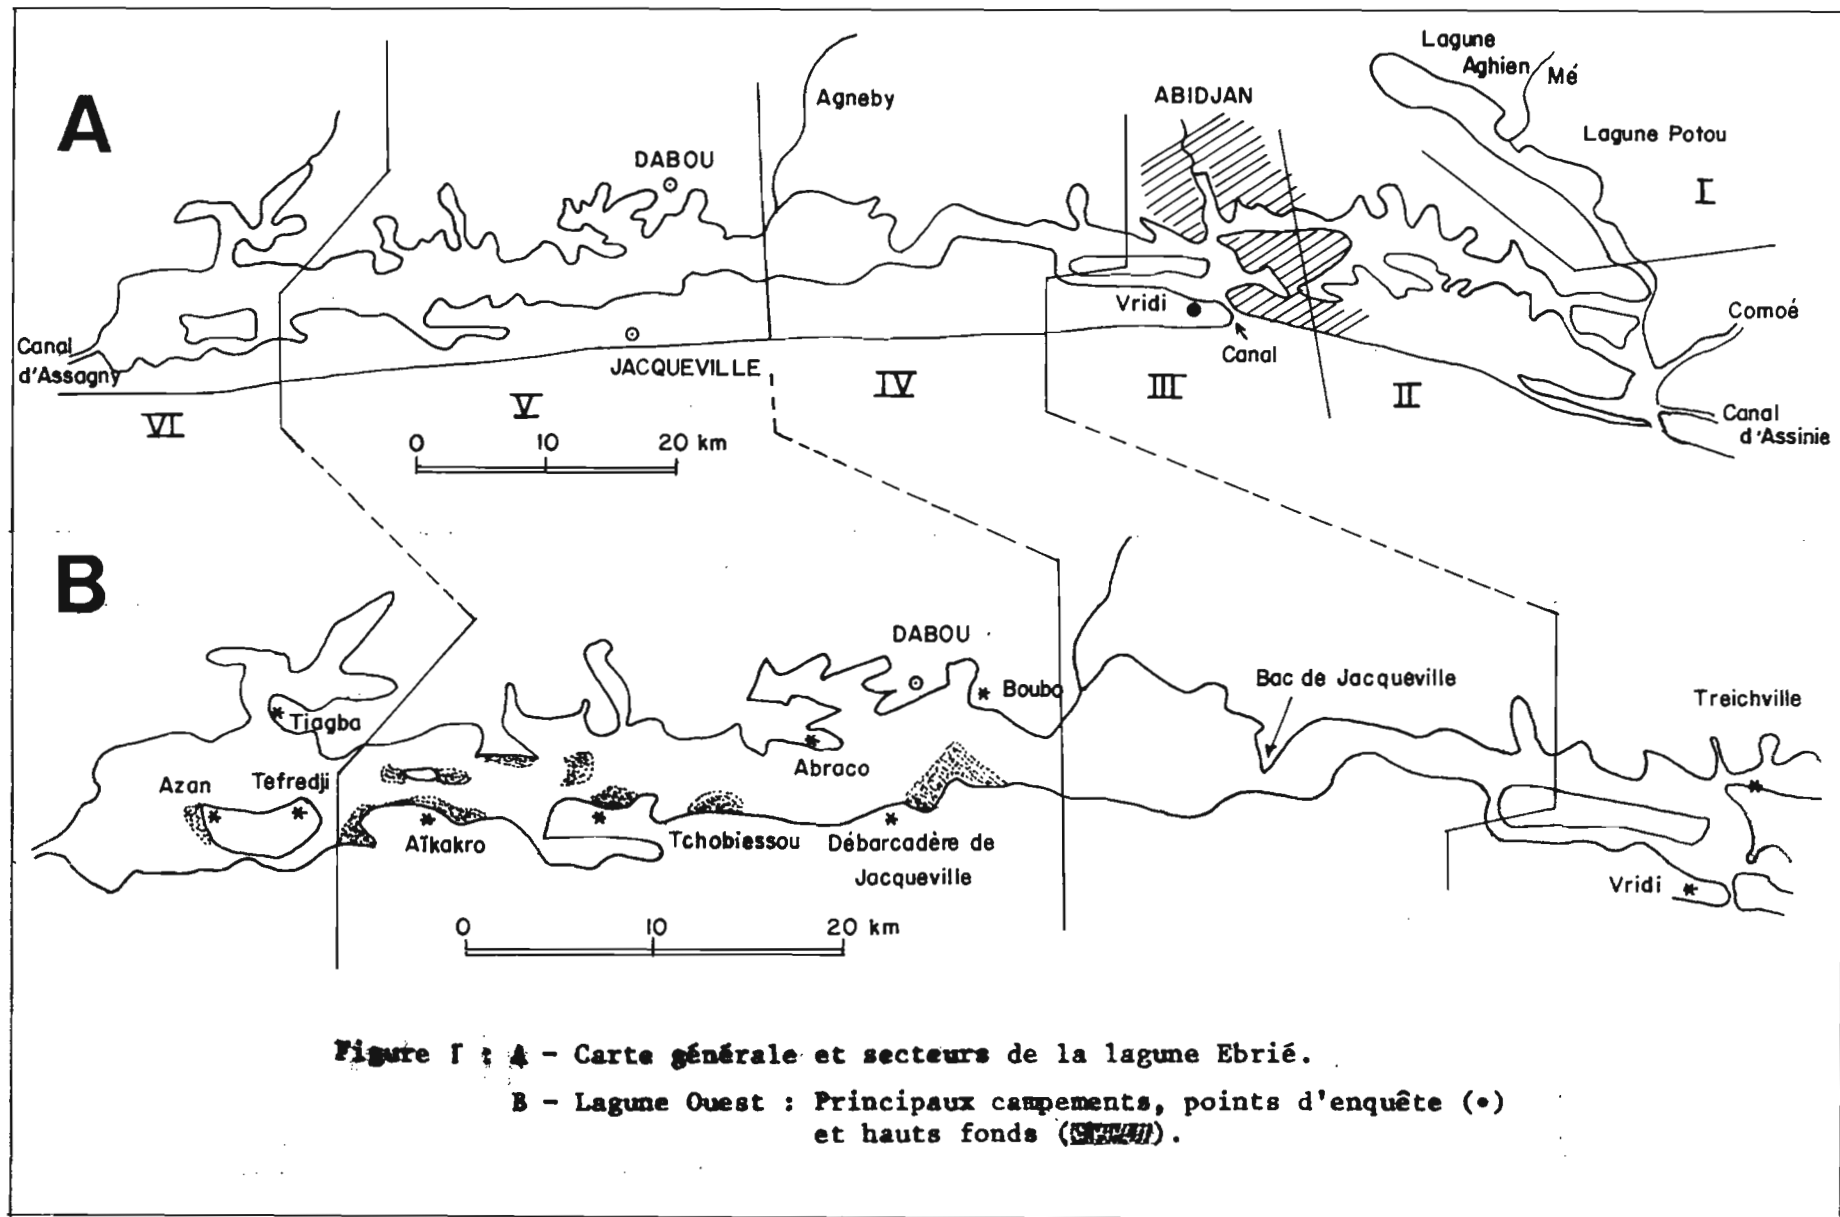 A
Lagune
Aghien
Mé
ABIDJAN
Agneby
Lagune Potou
DABOU
I
Vridi
Comoé
Canal
Canal
d'Assagny
JACQUEVILLE
IV
III
II
V
VI
Canal
d'Assinie
0 10 20 km
B
DABOU
Boubo
Bac de Jacqueville
Treichville
Tiagba
Azan
Tefredji
Abraco
Aïkakro
Tchobiessou
Débarcadère de
Jacqueville
Vridi
0 10 20 km
Figure 1 : A - Carte générale et secteurs de la lagune Ebrié.
B - Lagune Ouest : Principaux campements, points d'enquête (•)
et hauts fonds ( ).